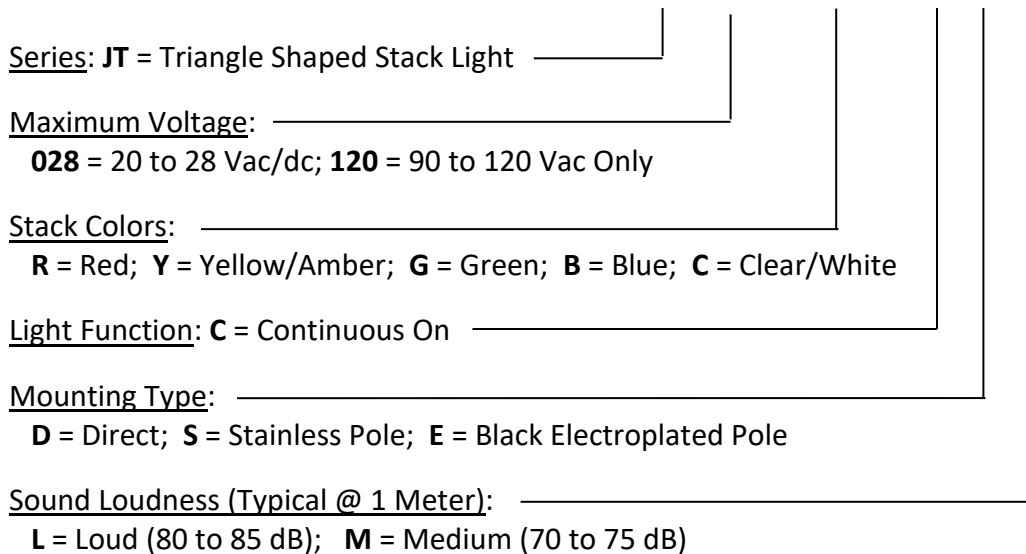 Series: JT = Triangle Shaped Stack Light
Maximum Voltage:
028 = 20 to 28 Vac/dc; 120 = 90 to 120 Vac Only
Stack Colors:
R = Red; Y = Yellow/Amber; G = Green; B = Blue; C = Clear/White
Light Function: C = Continuous On
Mounting Type:
D = Direct; S = Stainless Pole; E = Black Electroplated Pole
Sound Loudness (Typical @ 1 Meter):
L = Loud (80 to 85 dB); M = Medium (70 to 75 dB)